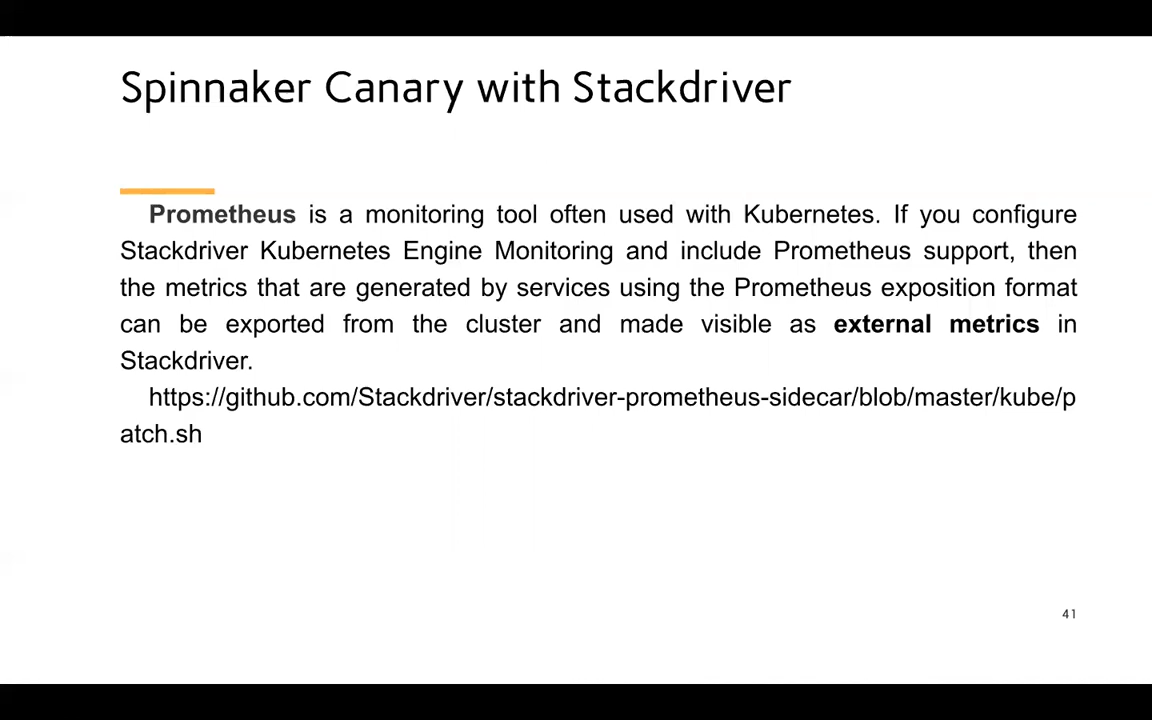 Spinnaker Canary with Stackdriver
Prometheus is a monitoring tool often used with Kubernetes. If you configure
Stackdriver Kubernetes Engine Monitoring and include Prometheus support, then
the metrics that are generated by services using the Prometheus exposition format
can be exported from the cluster and made visible as external metrics in
Stackdriver.
https://github.com/Stackdriver/stackdriver-prometheus-sidecar/blob/master/kube/p
atch.sh
41